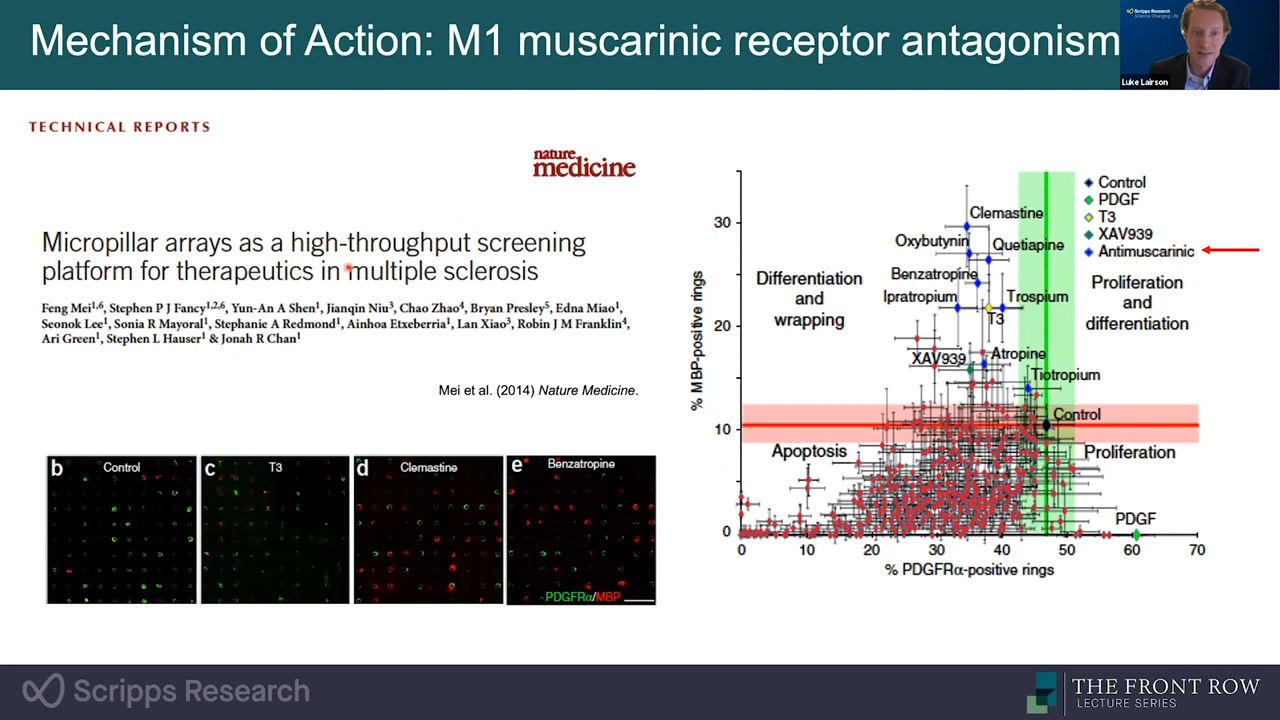 Mechanism of Action: M1 muscarinic receptor antagonism
Scripps Research
Science Changing Life
Luke Lairson
TECHNICAL REPORTS
nature
medicine
Micropillar arrays as a high-throughput screening
platform for therapeutics in multiple sclerosis
Feng Mei1,6, Stephen P J Fancy1,2,6, Yun-An A Shen1, Jianqin Niu3, Chao Zhao4, Bryan Presley5, Edna Miao1,
Seonok Lee1, Sonia R Mayoral1, Stephanie A Redmond1, Ainhoa Etxeberria1, Lan Xiao3, Robin J M Franklin4,
Ari Green1, Stephen L Hauser1 & Jonah R Chan1
Mei et al. (2014) Nature Medicine.
b Control
c T3
d Clemastine
e Benzatropine
PDGFRα/MBP
% MBP-positive rings
30
20
10
0
Control
PDGF
T3
XAV939
Antimuscarinic
Clemastine
Oxybutynin
Quetiapine
Benzatropine
Ipratropium
Trospium
T3
XAV939
Atropine
Tiotropium
Control
PDGF
Differentiation
and
wrapping
Proliferation
and
differentiation
Apoptosis
Proliferation
0 10 20 30 40 50 60 70
% PDGFRα-positive rings
Scripps Research
THE FRONT ROW
LECTURE SERIES